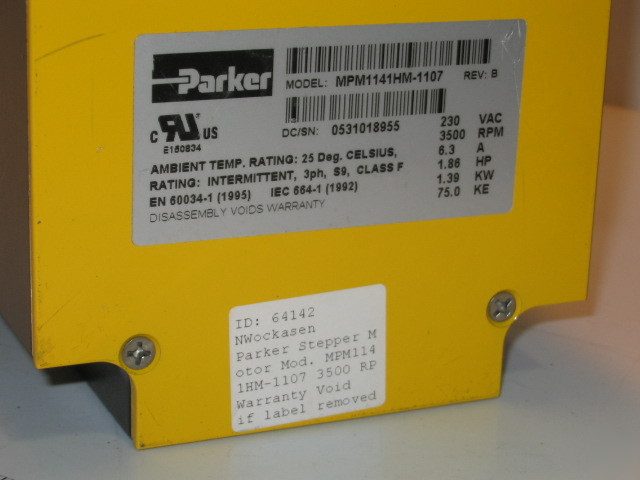 Parker
MODEL: MPM1141HM-1107 REV: B
C UR US
E160834
DC/SN: 0531018955
230 VAC
3500 RPM
6.3 A
1.86 HP
1.39 KW
75.0 KE
AMBIENT TEMP. RATING: 25 Deg. CELSIUS,
RATING: INTERMITTENT, 3ph, S9, CLASS F
EN 60034-1 (1995) IEC 664-1 (1992)
DISASSEMBLY VOIDS WARRANTY
ID: 64142
NWockasen
Parker Stepper M
otor Mod. MPM114
1HM-1107 3500 RP
Warranty Void
if label removed